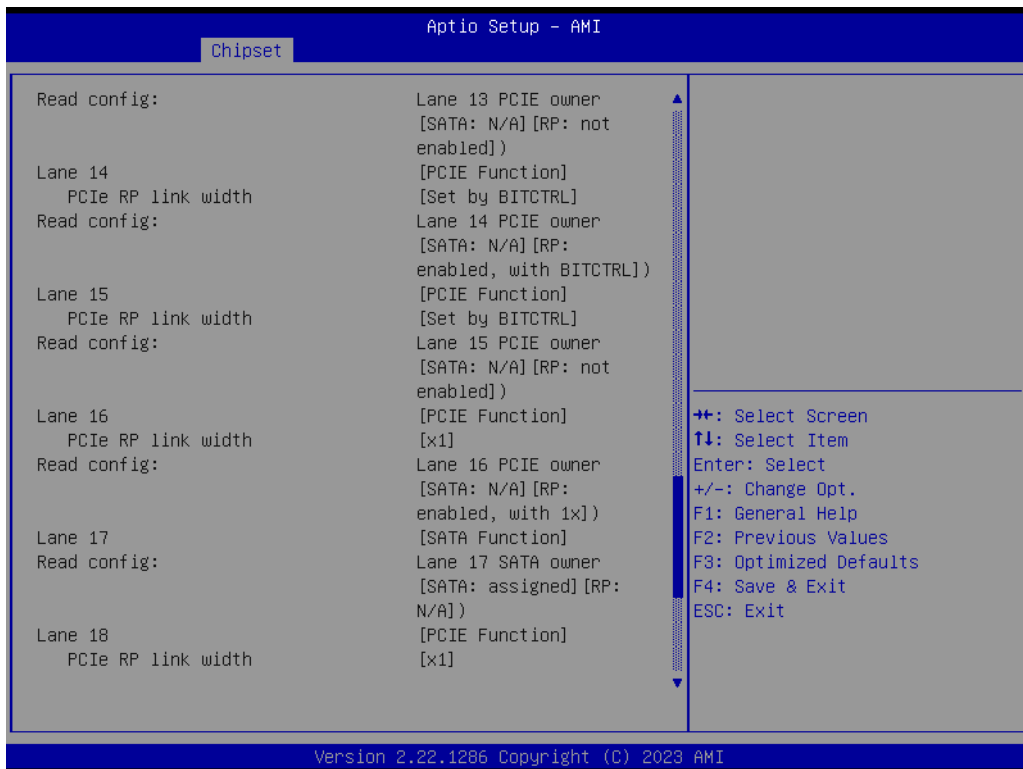 Aptio Setup - AMI
Chipset
Read config: Lane 13 PCIE owner
[SATA: N/A][RP: not
enabled])
Lane 14 [PCIE Function]
PCIe RP link width [Set by BITCTRL]
Read config: Lane 14 PCIE owner
[SATA: N/A][RP:
enabled, with BITCTRL])
Lane 15 [PCIE Function]
PCIe RP link width [Set by BITCTRL]
Read config: Lane 15 PCIE owner
[SATA: N/A][RP: not
enabled])
Lane 16 [PCIE Function]
PCIe RP link width [x1]
Read config: Lane 16 PCIE owner
[SATA: N/A][RP:
enabled, with 1x])
Lane 17 [SATA Function]
Read config: Lane 17 SATA owner
[SATA: assigned][RP:
N/A])
Lane 18 [PCIE Function]
PCIe RP link width [x1]
→←: Select Screen
↑↓: Select Item
Enter: Select
+/-: Change Opt.
F1: General Help
F2: Previous Values
F3: Optimized Defaults
F4: Save & Exit
ESC: Exit
Version 2.22.1286 Copyright (C) 2023 AMI